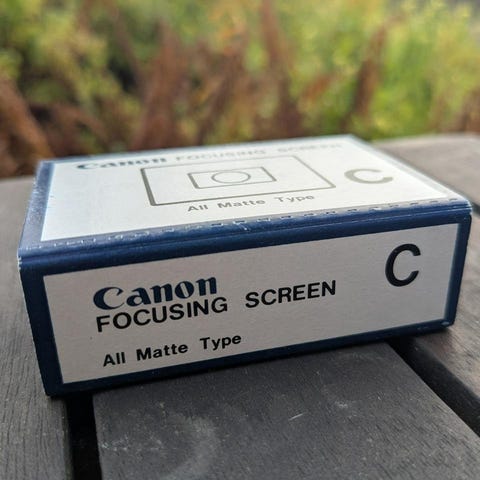 Canon FOCUSING SCREEN
C
All Matte Type
Canon
FOCUSING SCREEN
C
All Matte Type